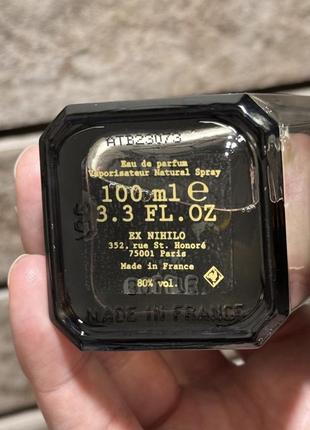 ATB23073
Eau de parfum
Vaporisateur Natural Spray
100 ml ℮
3.3 FL.OZ
EX NIHILO
352, rue St. Honoré
75001 Paris
Made in France
80% vol.
MADE IN FRANCE